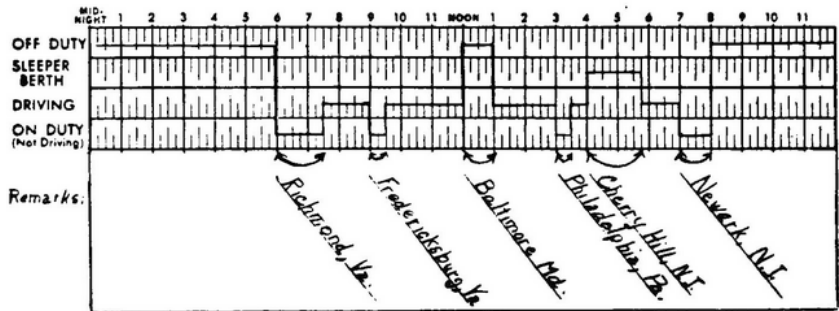 MID-
NIGHT 1 2 3 4 5 6 7 8 9 10 11 NOON 1 2 3 4 5 6 7 8 9 10 11
OFF DUTY
SLEEPER
BERTH
DRIVING
ON DUTY
(Not Driving)
Remarks:
Richmond, Va.
Fredericksburg, Va
Baltimore Md.
Philadelphia, Pa.
Cherry Hill, N.J.
Newark, N.J.